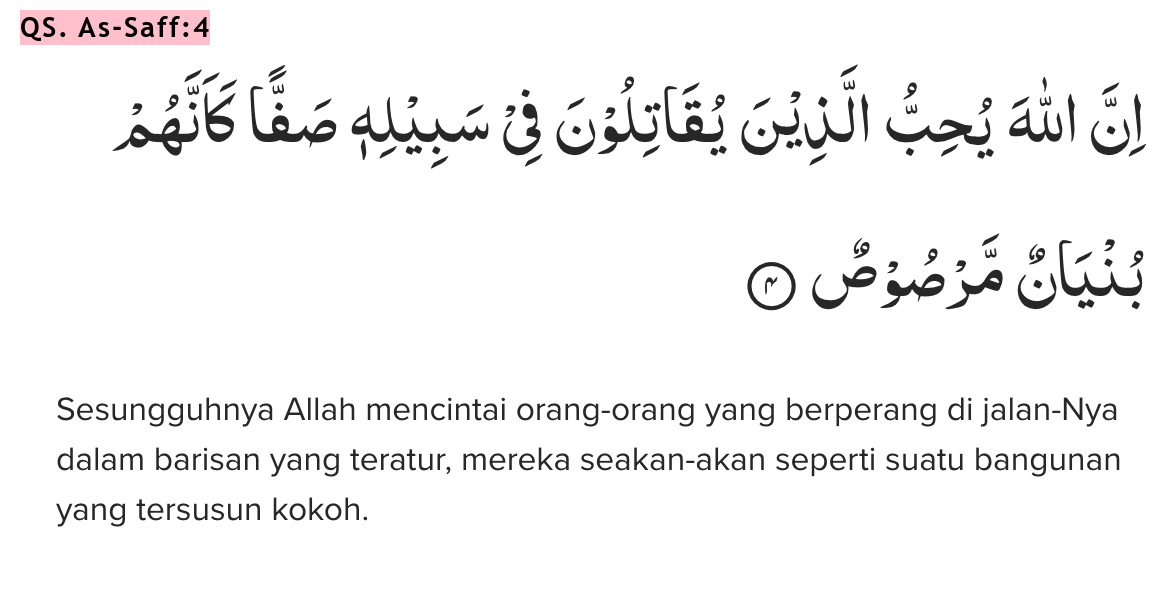 QS. As-Saff:4
اِنَّ اللّٰهَ يُحِبُّ الَّذِيْنَ يُقَاتِلُوْنَ فِيْ سَبِيْلِهٖ صَفًّا كَاَنَّهُمْ
بُنْيَانٌ مَّرْصُوْصٌ ۴
Sesungguhnya Allah mencintai orang-orang yang berperang di jalan-Nya
dalam barisan yang teratur, mereka seakan-akan seperti suatu bangunan
yang tersusun kokoh.